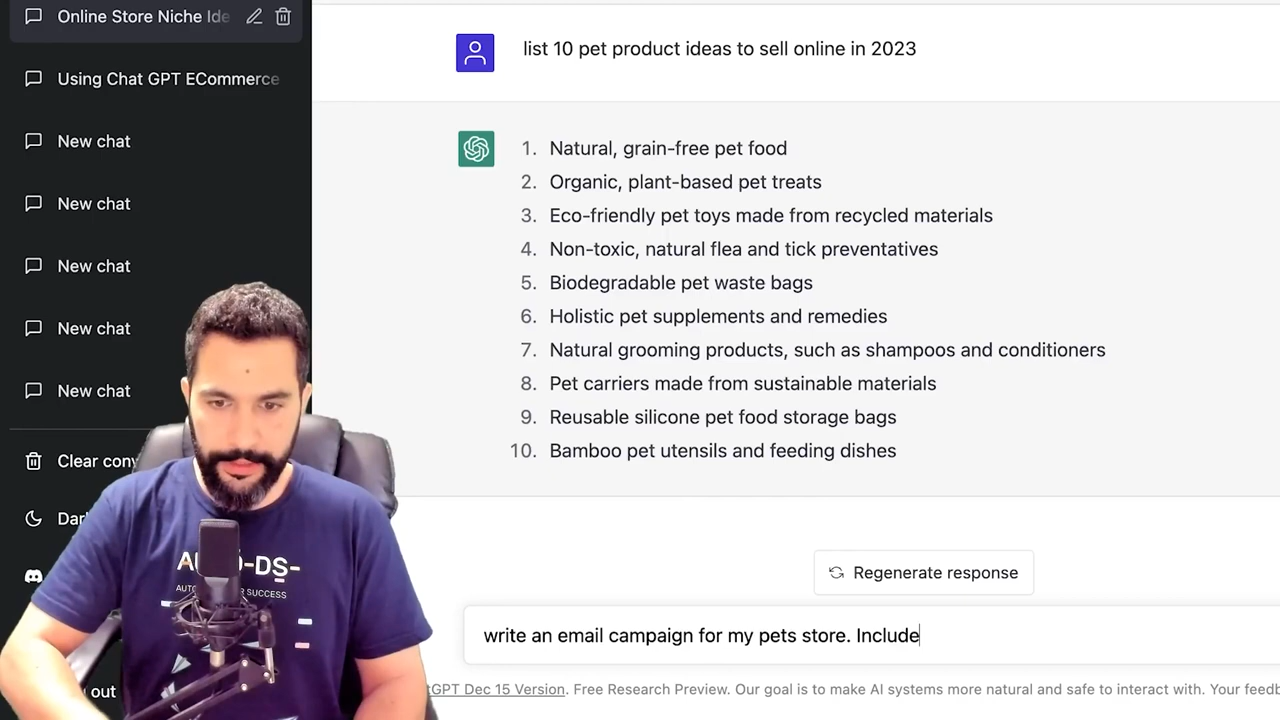 Online Store Niche Ide
list 10 pet product ideas to sell online in 2023
Using Chat GPT ECommerce
New chat
New chat
New chat
New chat
New chat
Clear conv
1. Natural, grain-free pet food
2. Organic, plant-based pet treats
3. Eco-friendly pet toys made from recycled materials
4. Non-toxic, natural flea and tick preventatives
5. Biodegradable pet waste bags
6. Holistic pet supplements and remedies
7. Natural grooming products, such as shampoos and conditioners
8. Pet carriers made from sustainable materials
9. Reusable silicone pet food storage bags
10. Bamboo pet utensils and feeding dishes
Regenerate response
write an email campaign for my pets store. Include
tGPT Dec 15 Version. Free Research Preview. Our goal is to make AI systems more natural and safe to interact with. Your feedb
out